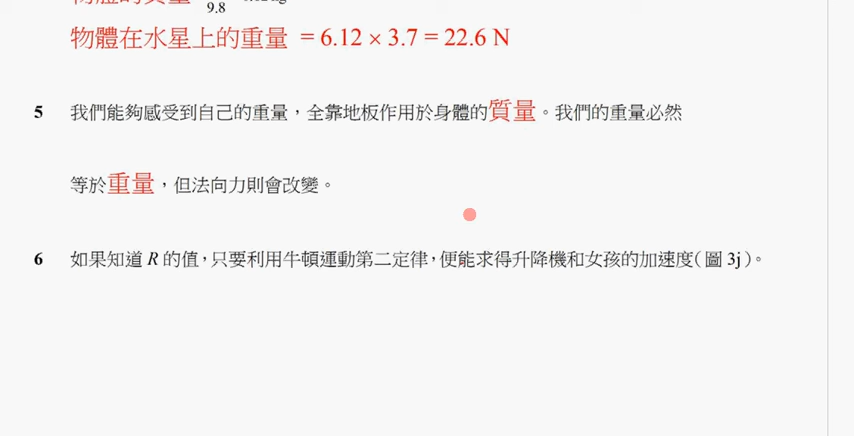 9.8
物體在水星上的重量 = 6.12 × 3.7 = 22.6 N
5 我們能夠感受到自己的重量，全靠地板作用於身體的質量。我們的重量必然
等於重量，但法向力則會改變。
6 如果知道 R 的值，只要利用牛頓運動第二定律，便能求得升降機和女孩的加速度（圖 3j）。